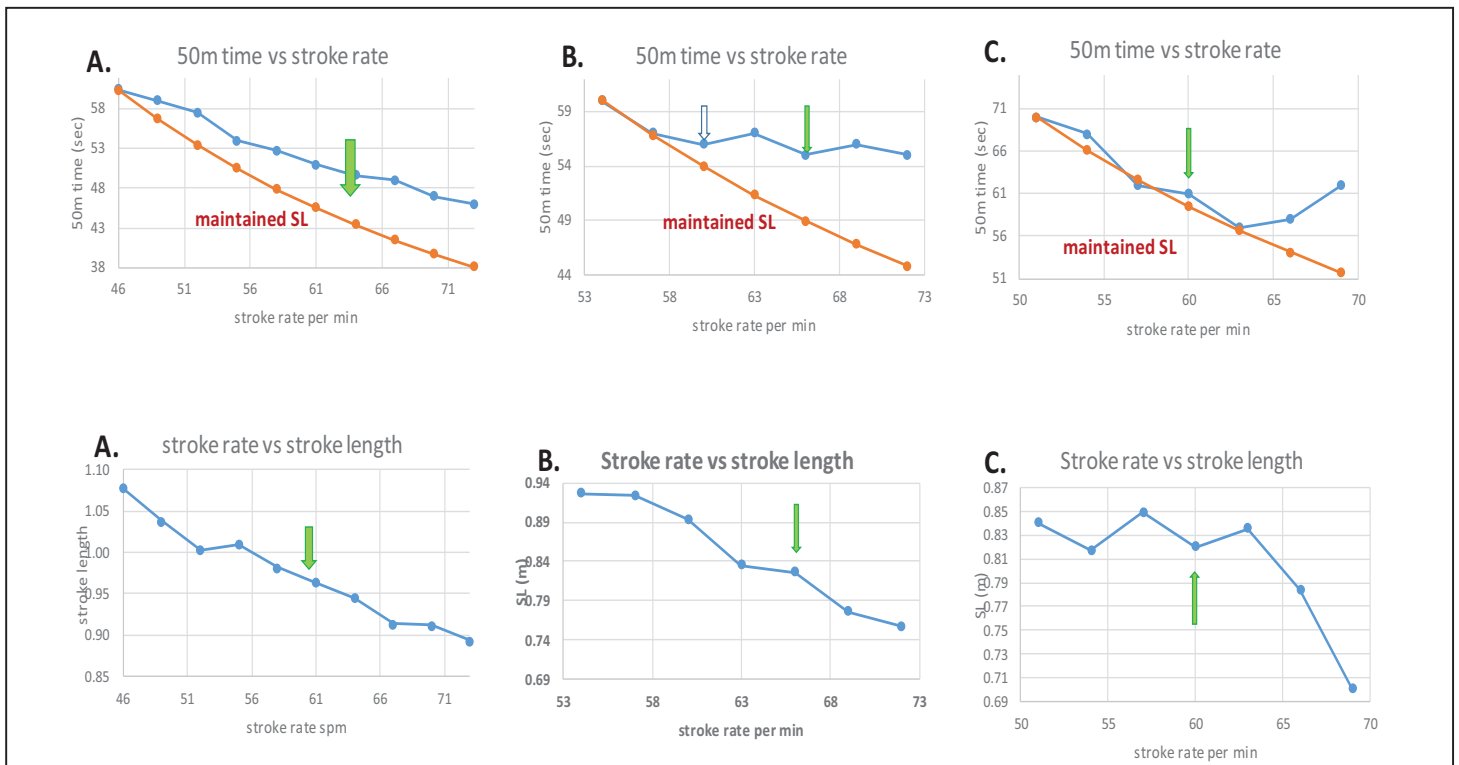 A.
50m time vs stroke rate
50m time (sec)
58
53
48
43
38
maintained SL
46 51 56 61 66 71
stroke rate per min
B.
50m time vs stroke rate
50m time (sec)
59
54
49
44
maintained SL
53 58 63 68 73
stroke rate per min
C.
50m time vs stroke rate
50m time (sec)
71
66
61
56
51
maintained SL
50 55 60 65 70
stroke rate per min
A.
stroke rate vs stroke length
stroke length
1.10
1.05
1.00
0.95
0.90
0.85
46 51 56 61 66 71
stroke rate spm
B.
Stroke rate vs stroke length
SL (m)
0.94
0.89
0.84
0.79
0.74
0.69
53 58 63 68 73
stroke rate per min
C.
Stroke rate vs stroke length
SL (m)
0.87
0.85
0.83
0.81
0.79
0.77
0.75
0.73
0.71
0.69
50 55 60 65 70
stroke rate per min